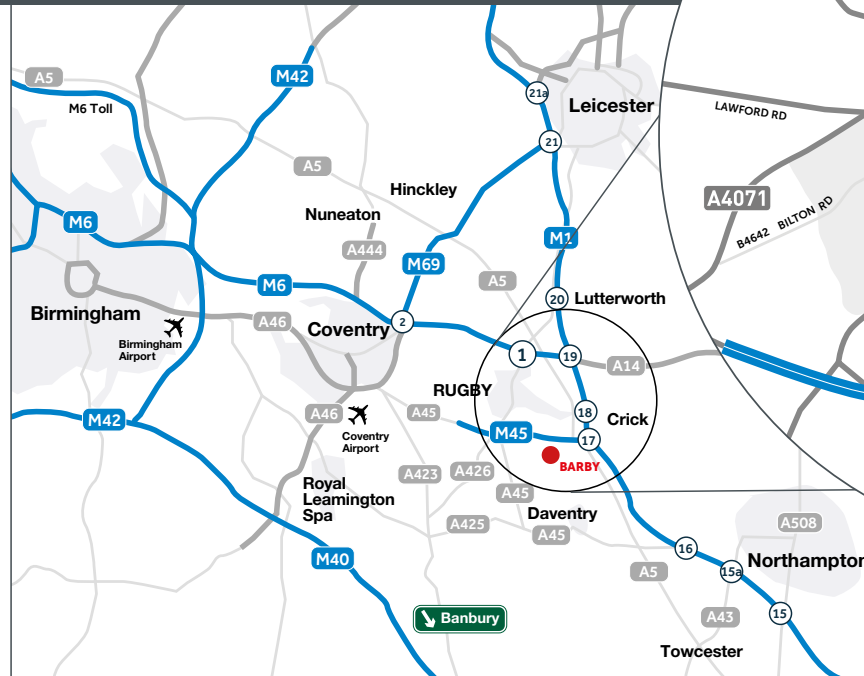 A5
M6 Toll
M42
21a
Leicester
LAWFORD RD
21
A5
Hinckley
A4071
Nuneaton
B4642 BILTON RD
M6
A444
M1
M69
A5
M6
20
Lutterworth
Birmingham
A46
Coventry
2
Birmingham
Airport
1
19
A14
RUGBY
M42
A46
A45
18
Crick
M45
17
Coventry
Airport
BARBY
A423
A426
Royal
Leamington
Spa
A45
Daventry
A425
A45
A508
16
Northampton
M40
A5
15a
Banbury
A43
15
Towcester